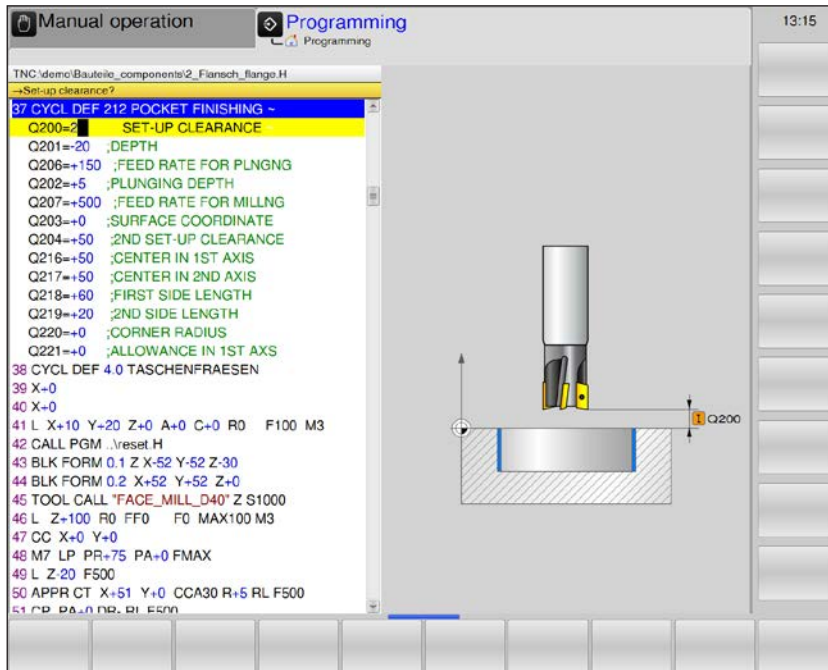 Manual operation
Programming
Programming
13:15
TNC:\demo\Bauteile_components\2_Flansch_flange.H
→Set-up clearance?
37 CYCL DEF 212 POCKET FINISHING ~
Q200=2 SET-UP CLEARANCE ~
Q201=-20 ;DEPTH
Q206=+150 ;FEED RATE FOR PLNGNG
Q202=+5 ;PLUNGING DEPTH
Q207=+500 ;FEED RATE FOR MILLNG
Q203=+0 ;SURFACE COORDINATE
Q204=+50 ;2ND SET-UP CLEARANCE
Q216=+50 ;CENTER IN 1ST AXIS
Q217=+50 ;CENTER IN 2ND AXIS
Q218=+60 ;FIRST SIDE LENGTH
Q219=+20 ;2ND SIDE LENGTH
Q220=+0 ;CORNER RADIUS
Q221=+0 ;ALLOWANCE IN 1ST AXS
38 CYCL DEF 4.0 TASCHENFRAESEN
39 X+0
40 X+0
41 L X+10 Y+20 Z+0 A+0 C+0 R0 F100 M3
42 CALL PGM ..\reset.H
43 BLK FORM 0.1 Z X-52 Y-52 Z-30
44 BLK FORM 0.2 X+52 Y+52 Z+0
45 TOOL CALL "FACE_MILL_D40" Z S1000
46 L Z+100 R0 FF0 F0 MAX100 M3
47 CC X+0 Y+0
48 M7 LP PR+75 PA+0 FMAX
49 L Z-20 F500
50 APPR CT X+51 Y+0 CCA30 R+5 RL F500
51 CP PA+0 DR- RL F500
Q200